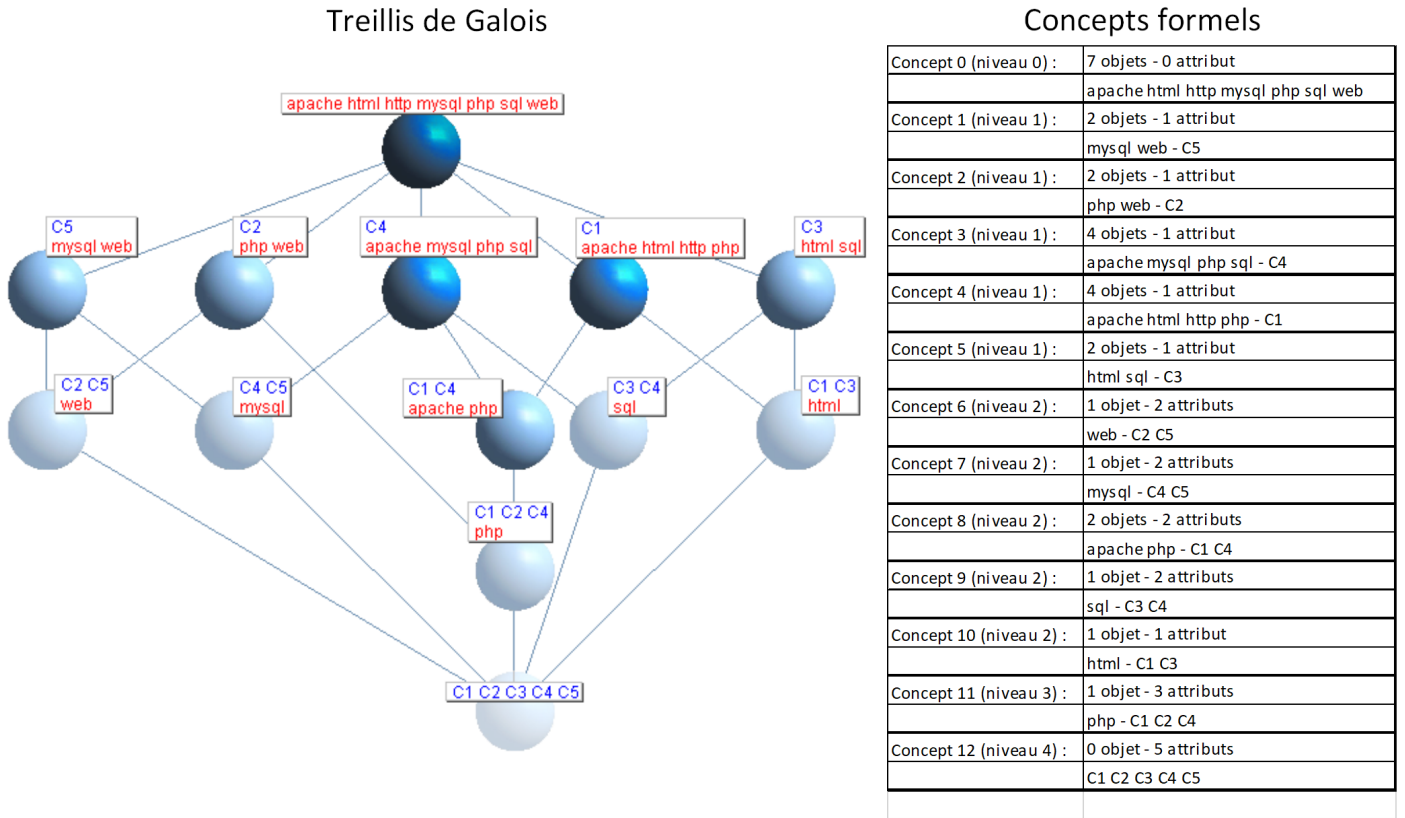 Treillis de Galois
apache html http mysql php sql web
C5
mysql web
C2
php web
C4
apache mysql php sql
C1
apache html http php
C3
html sql
C2 C5
web
C4 C5
mysql
C1 C4
apache php
C3 C4
sql
C1 C3
html
C1 C2 C4
php
C1 C2 C3 C4 C5
Concepts formels
Concept 0 (niveau 0) : 7 objets - 0 attribut
apache html http mysql php sql web
Concept 1 (niveau 1) : 2 objets - 1 attribut
mysql web - C5
Concept 2 (niveau 1) : 2 objets - 1 attribut
php web - C2
Concept 3 (niveau 1) : 4 objets - 1 attribut
apache mysql php sql - C4
Concept 4 (niveau 1) : 4 objets - 1 attribut
apache html http php - C1
Concept 5 (niveau 1) : 2 objets - 1 attribut
html sql - C3
Concept 6 (niveau 2) : 1 objet - 2 attributs
web - C2 C5
Concept 7 (niveau 2) : 1 objet - 2 attributs
mysql - C4 C5
Concept 8 (niveau 2) : 2 objets - 2 attributs
apache php - C1 C4
Concept 9 (niveau 2) : 1 objet - 2 attributs
sql - C3 C4
Concept 10 (niveau 2) : 1 objet - 1 attribut
html - C1 C3
Concept 11 (niveau 3) : 1 objet - 3 attributs
php - C1 C2 C4
Concept 12 (niveau 4) : 0 objet - 5 attributs
C1 C2 C3 C4 C5